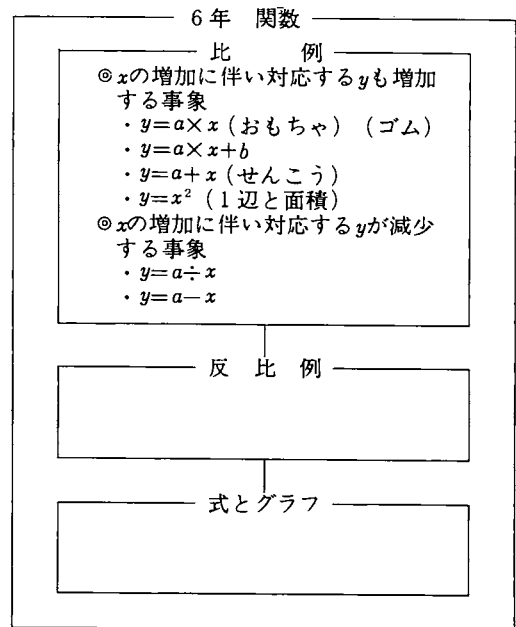 6年 関数
比 例
◎xの増加に伴い対応するyも増加
する事象
・y=a×x(おもちゃ)(ゴム)
・y=a×x+b
・y=a+x(せんこう)
・y=x²(1辺と面積)
◎xの増加に伴い対応するyが減少
する事象
・y=a÷x
・y=a−x
反 比 例
式とグラフ